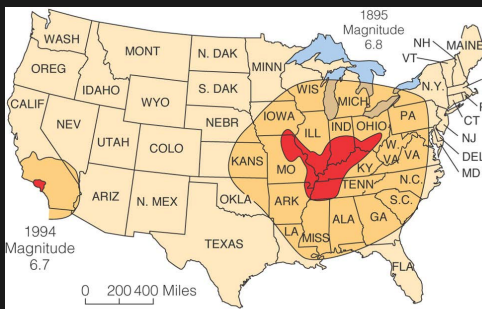 1895
Magnitude
6.8
WASH
MONT
N. DAK
MINN
NH
VT
MAINE
OREG
IDAHO
S. DAK
WIS
MICH
N.Y.
WYO
CT
CALIF
NEV
NEBR
IOWA
ILL
IND
OHIO
PA
NJ
UTAH
COLO
KANS
MO
KY
W.
VA
VA
DEL
MD
ARIZ
N. MEX
OKLA
ARK
TENN
N.C.
S.C.
1994
Magnitude
6.7
TEXAS
LA
MISS
ALA
GA
FLA
0 200 400 Miles